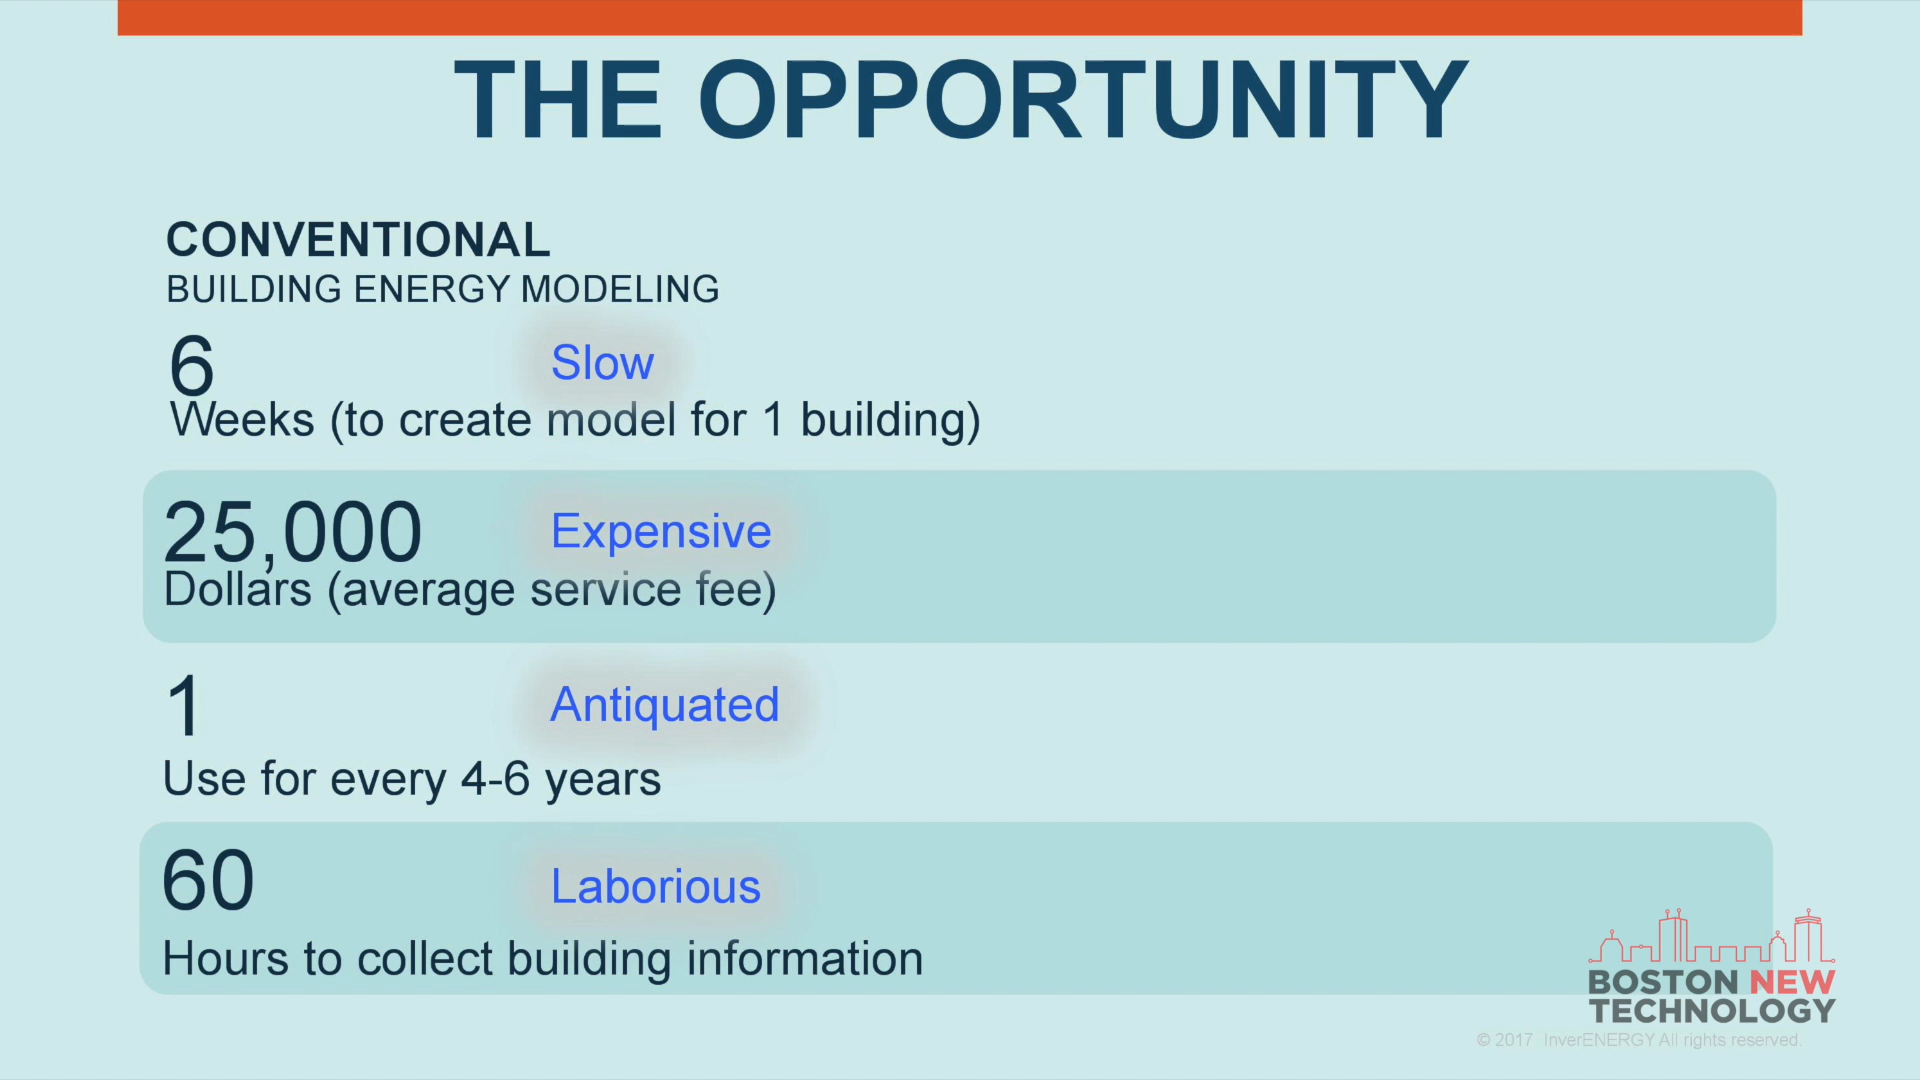 THE OPPORTUNITY
CONVENTIONAL
BUILDING ENERGY MODELING
6
Slow
Weeks (to create model for 1 building)
25,000
Expensive
Dollars (average service fee)
1
Antiquated
Use for every 4-6 years
60
Laborious
Hours to collect building information
BOSTON NEW
TECHNOLOGY
© 2017 InverENERGY All rights reserved.